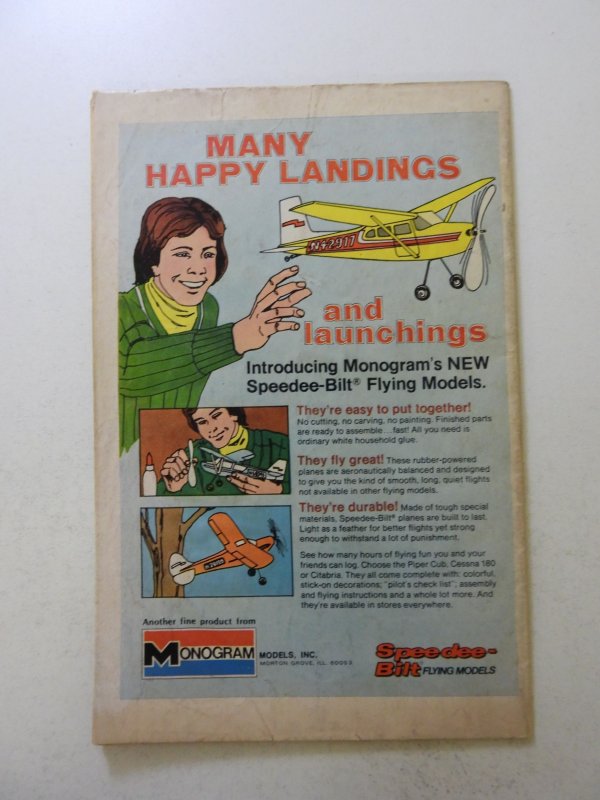 MANY
HAPPY LANDINGS
N42917
and
launchings
Introducing Monogram's NEW
Speedee-Bilt® Flying Models.
They're easy to put together!
No cutting, no carving, no painting. Finished parts
are ready to assemble...fast! All you need is
ordinary white household glue.
They fly great! These rubber-powered
planes are aeronautically balanced and designed
to give you the kind of smooth, long, quiet flights
not available in other flying models.
They're durable! Made of tough special
materials, Speedee-Bilt® planes are built to last.
Light as a feather for better flights yet strong
enough to withstand a lot of punishment.
See how many hours of flying fun you and your
friends can log. Choose the Piper Cub, Cessna 180
or Citabria. They all come complete with: colorful,
stick-on decorations; "pilot's check list"; assembly
and flying instructions and a whole lot more. And
they're available in stores everywhere.
Another fine product from
MONOGRAM MODELS, INC.
MORTON GROVE, ILL. 60053
Speedee-
Bilt FLYING MODELS